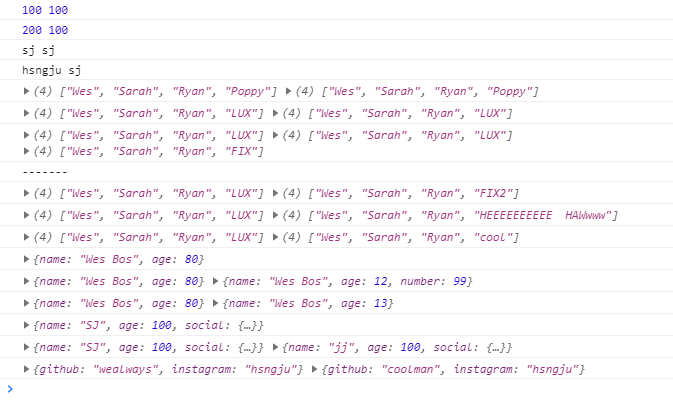 100 100
200 100
sj sj
hsngju sj
▶(4) ["Wes", "Sarah", "Ryan", "Poppy"] ▶(4) ["Wes", "Sarah", "Ryan", "Poppy"]
▶(4) ["Wes", "Sarah", "Ryan", "LUX"] ▶(4) ["Wes", "Sarah", "Ryan", "LUX"]
▶(4) ["Wes", "Sarah", "Ryan", "LUX"] ▶(4) ["Wes", "Sarah", "Ryan", "LUX"]
▶(4) ["Wes", "Sarah", "Ryan", "FIX"]
-------
▶(4) ["Wes", "Sarah", "Ryan", "LUX"] ▶(4) ["Wes", "Sarah", "Ryan", "FIX2"]
▶(4) ["Wes", "Sarah", "Ryan", "LUX"] ▶(4) ["Wes", "Sarah", "Ryan", "HEEEEEEEEEE  HAWwww"]
▶(4) ["Wes", "Sarah", "Ryan", "LUX"] ▶(4) ["Wes", "Sarah", "Ryan", "cool"]
▶{name: "Wes Bos", age: 80}
▶{name: "Wes Bos", age: 80} ▶{name: "Wes Bos", age: 12, number: 99}
▶{name: "Wes Bos", age: 80} ▶{name: "Wes Bos", age: 13}
▶{name: "SJ", age: 100, social: {…}}
▶{name: "SJ", age: 100, social: {…}} ▶{name: "jj", age: 100, social: {…}}
▶{github: "wealways", instagram: "hsngju"} ▶{github: "coolman", instagram: "hsngju"}